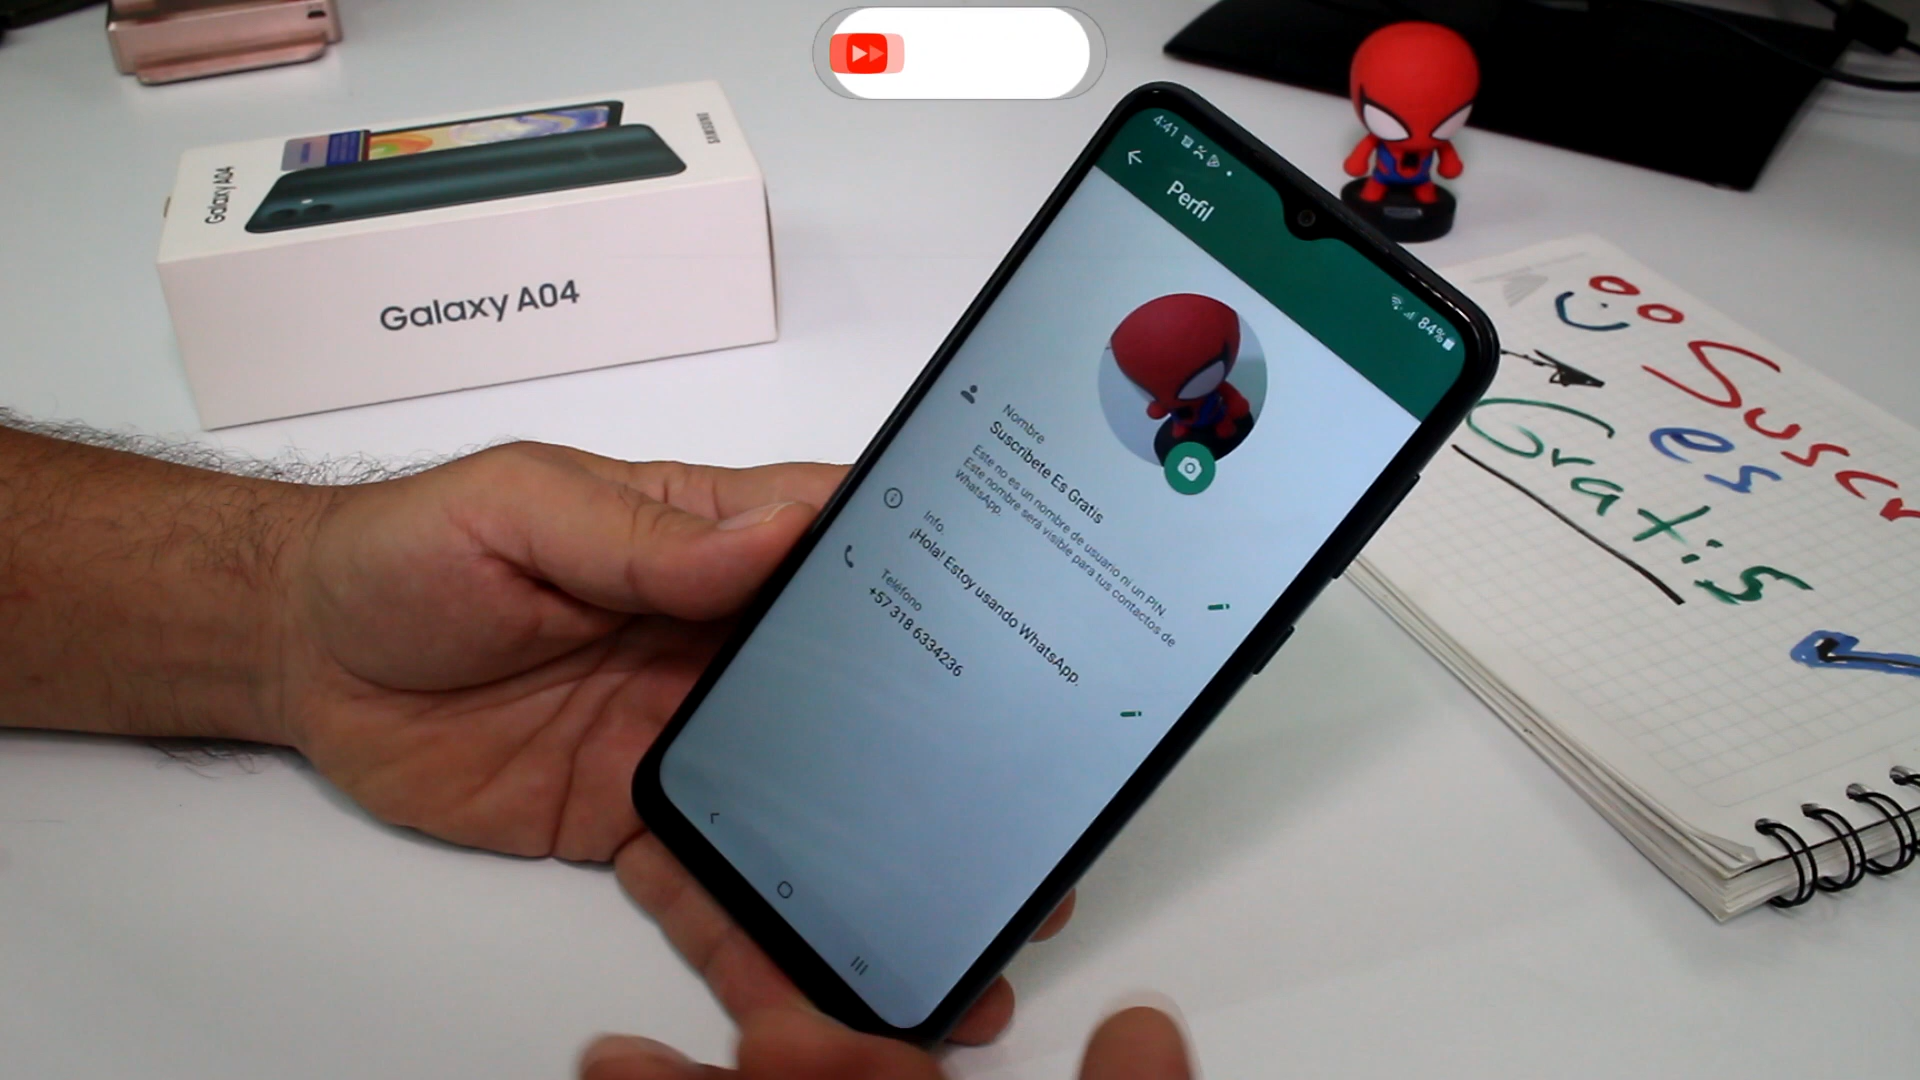 Galaxy A04
SAMSUNG
Galaxy A04
4:41
84%
Perfil
Nombre
Suscribete Es Gratis
Este no es un nombre de usuario ni un PIN.
Este nombre será visible para tus contactos de
WhatsApp.
Info.
¡Hola! Estoy usando WhatsApp.
Teléfono
+57 318 6334236
Suscr
es
Gratis